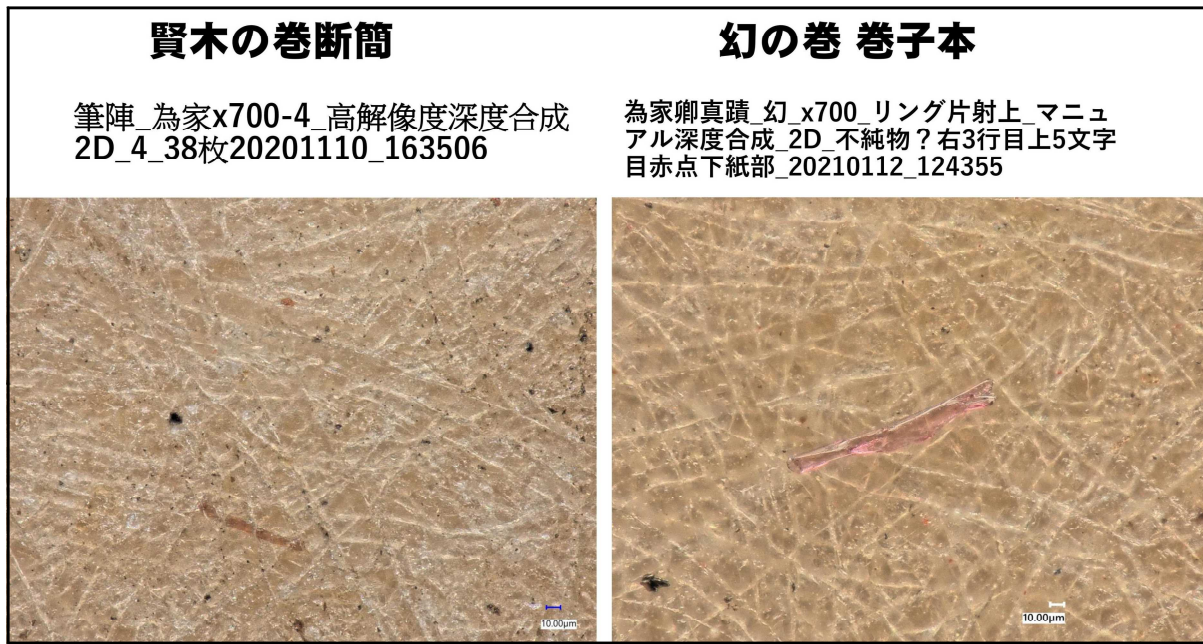 賢木の巻断簡
筆陣_為家x700-4_高解像度深度合成
2D_4_38枚20201110_163506
幻の巻 巻子本
為家卿真蹟_幻_x700_リング片射上_マニュ
アル深度合成_2D_不純物？右3行目上5文字
目赤点下紙部_20210112_124355
10.00μm
10.00μm